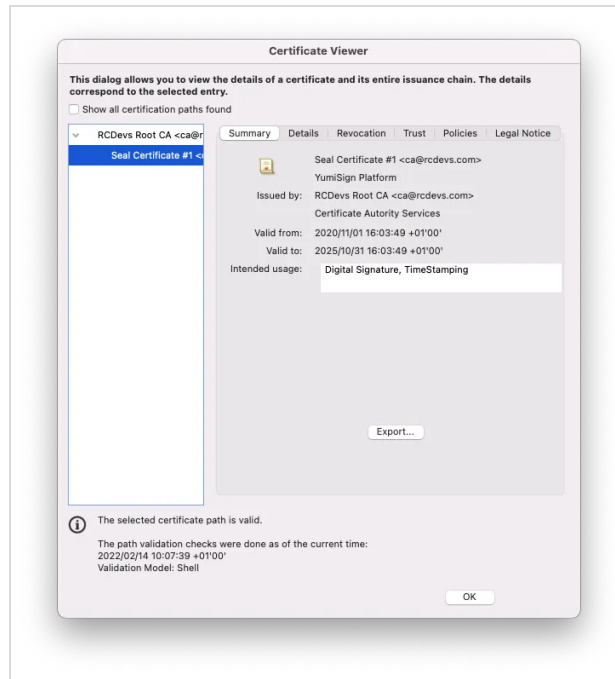 Certificate Viewer
This dialog allows you to view the details of a certificate and its entire issuance chain. The details
correspond to the selected entry.
Show all certification paths found
RCDevs Root CA <ca@r
Seal Certificate #1 <
Summary Details Revocation Trust Policies Legal Notice
Seal Certificate #1 <ca@rcdevs.com>
YumiSign Platform
Issued by: RCDevs Root CA <ca@rcdevs.com>
Certificate Autority Services
Valid from: 2020/11/01 16:03:49 +01'00'
Valid to: 2025/10/31 16:03:49 +01'00'
Intended usage: Digital Signature, TimeStamping
Export...
The selected certificate path is valid.
The path validation checks were done as of the current time:
2022/02/14 10:07:39 +01'00'
Validation Model: Shell
OK